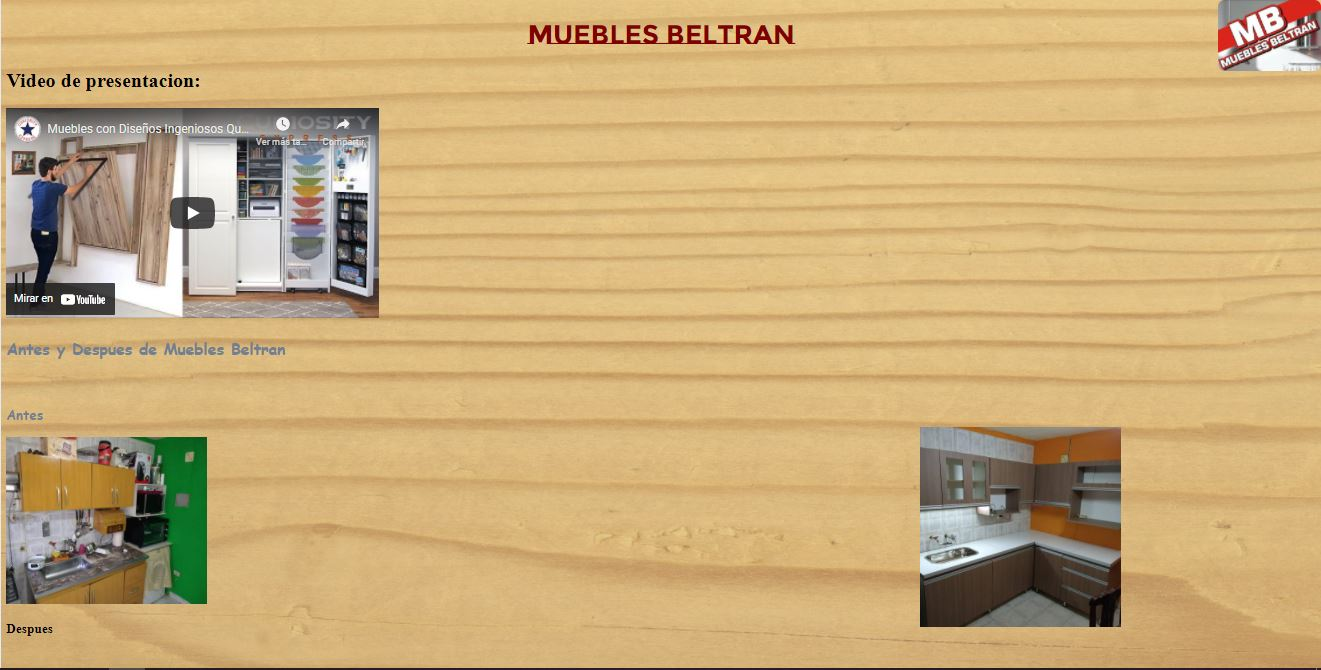 MUEBLES BELTRAN
MB
MUEBLES BELTRAN
Video de presentacion:
Muebles con Diseños Ingeniosos Qu...
Ver más ta...
Compartir
Mirar en YouTube
Antes y Despues de Muebles Beltran
Antes
Despues